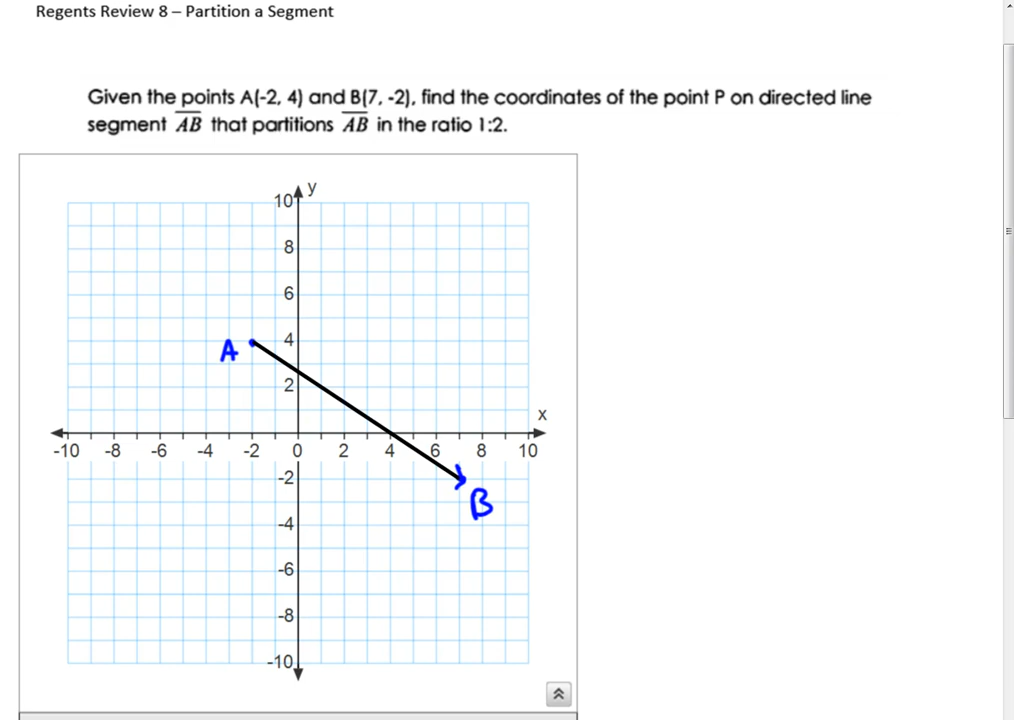 Regents Review 8 – Partition a Segment
Given the points A(-2, 4) and B(7, -2), find the coordinates of the point P on directed line
segment AB that partitions AB in the ratio 1:2.
y
10
8
6
A
4
2
x
-10 -8 -6 -4 -2 0 2 4 6 8 10
-2
B
-4
-6
-8
-10